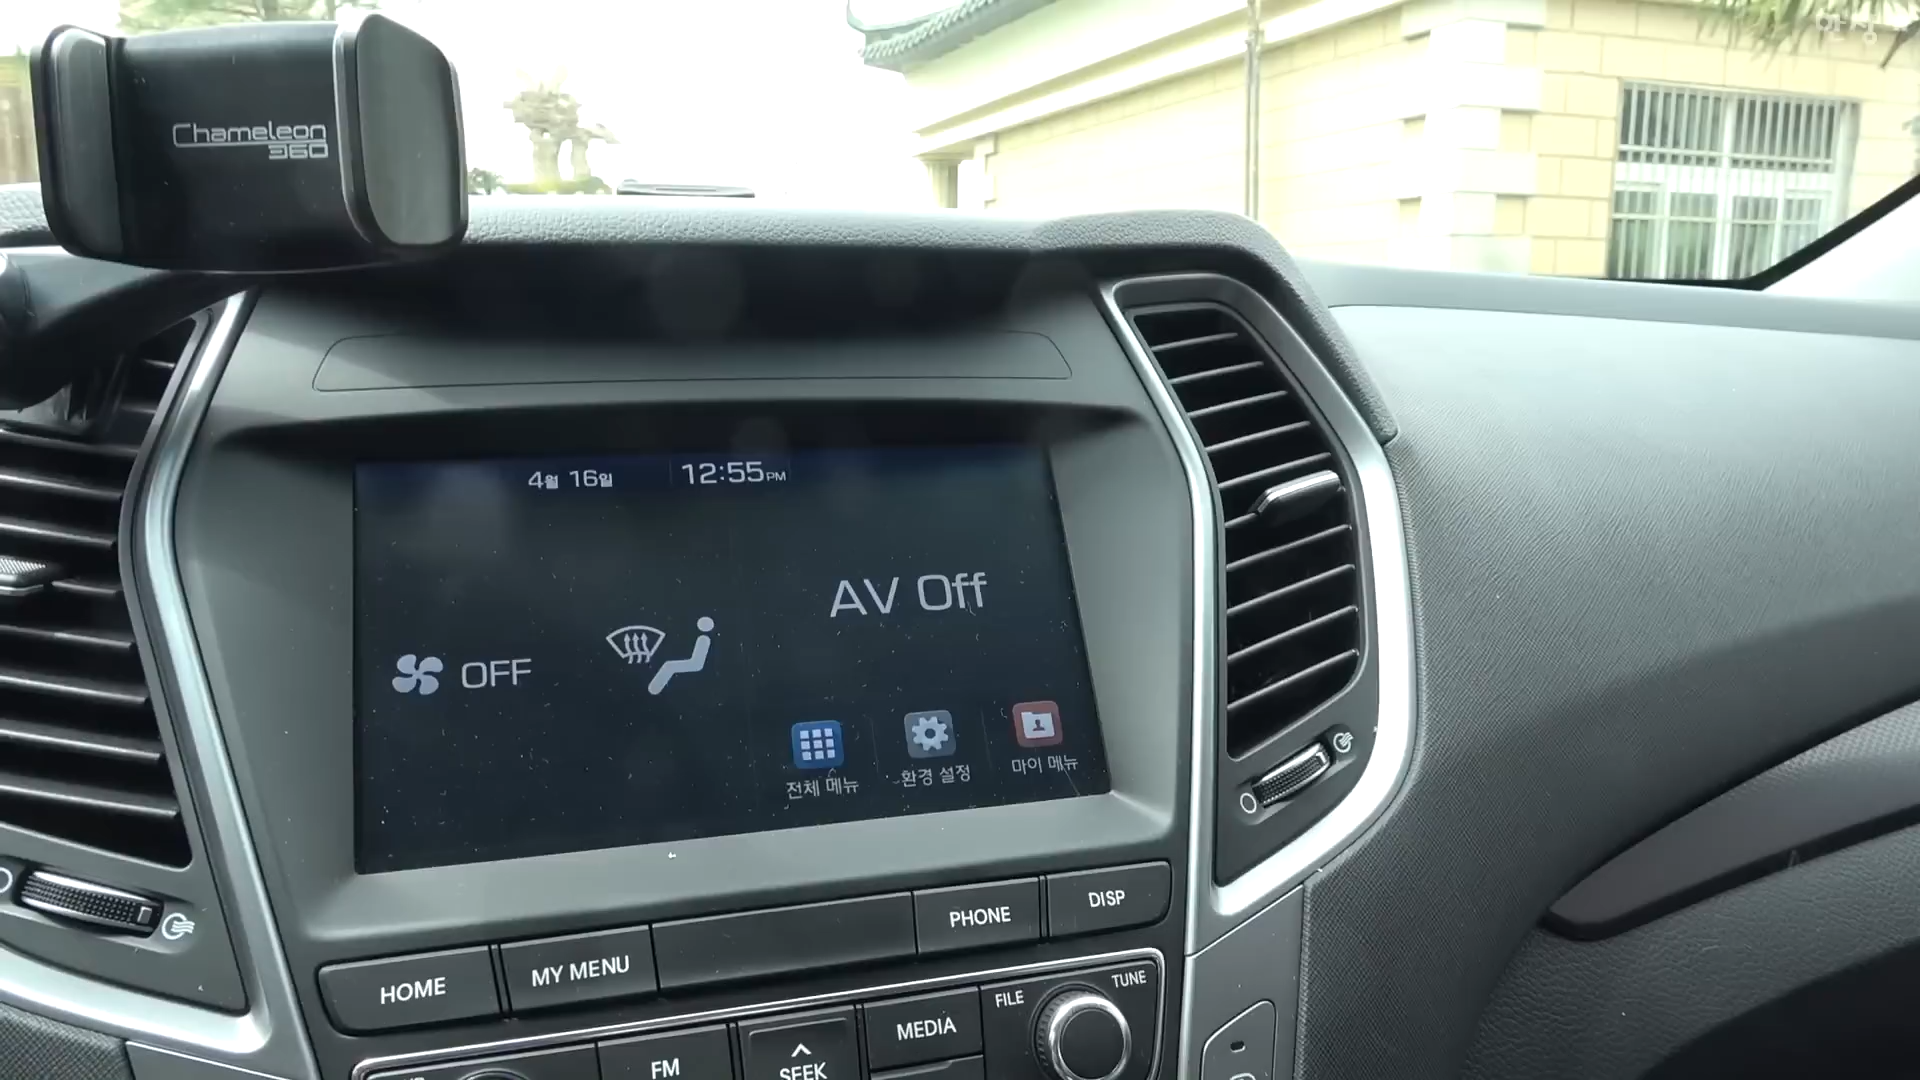 Chameleon
360
4월 16일 12:55PM
AV Off
OFF
전체 메뉴
환경 설정
마이 메뉴
HOME
MY MENU
PHONE
DISP
FM
SEEK
MEDIA
FILE
TUNE